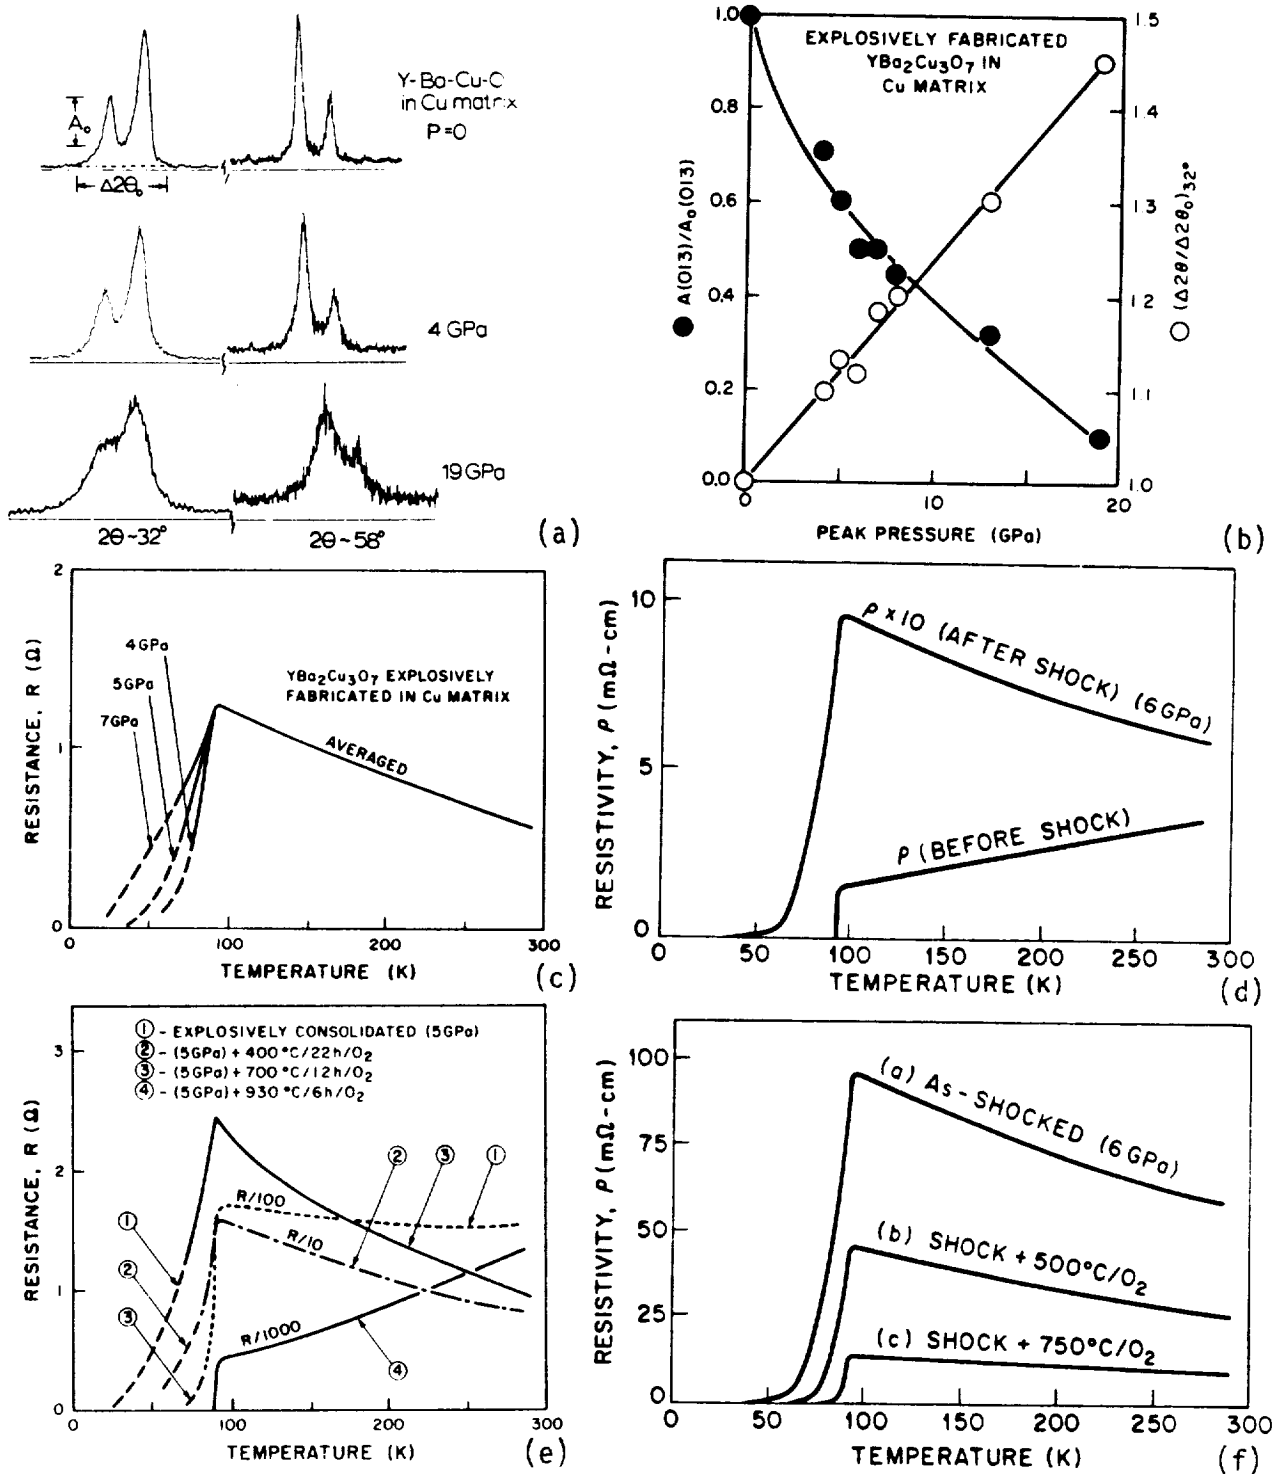 Y-Ba-Cu-O
in Cu matrix
P=0
A₀
Δ2θ₀
4 GPa
19 GPa
2θ~32°
2θ~58°
(a)
EXPLOSIVELY FABRICATED
YBa₂Cu₃O₇ IN
Cu MATRIX
1.0
0.8
0.6
0.4
0.2
0.0
1.5
1.4
1.3
1.2
1.1
1.0
A(013)/A₀(013)
(Δ2θ/Δ2θ₀)32°
0
10
20
PEAK PRESSURE (GPa)
(b)
2
1
0
RESISTANCE, R (Ω)
4GPa
5GPa
7GPa
YBa₂Cu₃O₇ EXPLOSIVELY
FABRICATED IN Cu MATRIX
AVERAGED
0
100
200
300
TEMPERATURE (K)
(c)
10
5
0
RESISTIVITY, ρ (mΩ-cm)
ρ x 10 (AFTER SHOCK) (6GPa)
ρ (BEFORE SHOCK)
50
100
150
200
250
300
TEMPERATURE (K)
(d)
① - EXPLOSIVELY CONSOLIDATED (5GPa)
② - (5GPa) + 400°C/22h/O₂
③ - (5GPa) + 700°C/12h/O₂
④ - (5GPa) + 930°C/6h/O₂
3
2
1
0
RESISTANCE, R (Ω)
②
③
①
①
②
③
④
R/100
R/10
R/1000
0
100
200
300
TEMPERATURE (K)
(e)
100
75
50
25
0
RESISTIVITY, ρ (mΩ-cm)
(a) AS-SHOCKED (6GPa)
(b) SHOCK + 500°C/O₂
(c) SHOCK + 750°C/O₂
0
50
100
150
200
250
300
TEMPERATURE (K)
(f)